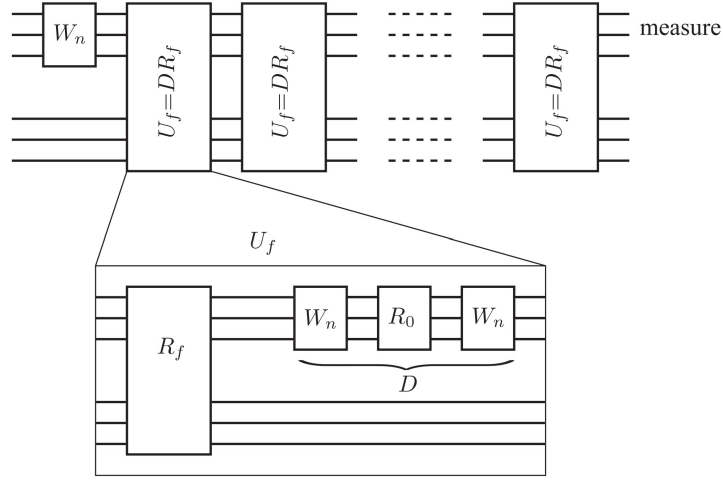 W_n
U_f=DR_f
U_f=DR_f
U_f=DR_f
measure
U_f
R_f
W_n
R_0
W_n
D